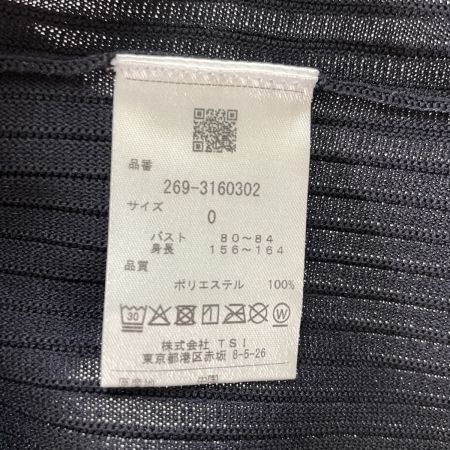 品番
269-3160302
サイズ
0
バスト 80〜84
身長 156〜164
品質
ポリエステル 100%
30
株式会社 TSI
東京都港区赤坂 8-5-26